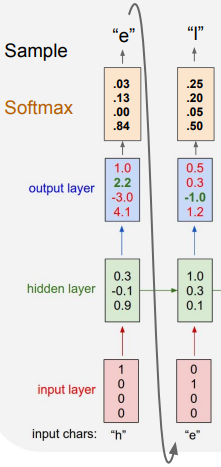 "e" "l"
Sample
Softmax
.03 .25
.13 .20
.00 .05
.84 .50
output layer
1.0 0.5
2.2 0.3
-3.0 -1.0
4.1 1.2
hidden layer
0.3 1.0
-0.1 0.3
0.9 0.1
input layer
1 0
0 1
0 0
0 0
input chars: "h" "e"